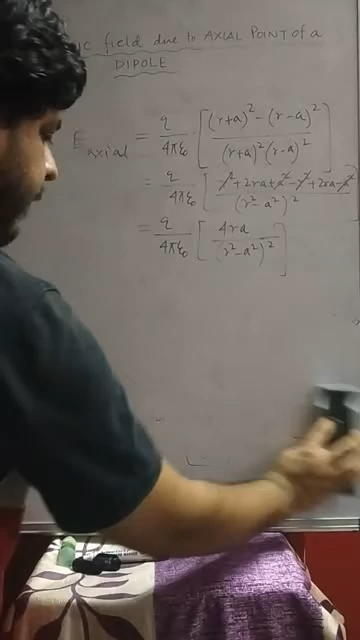 ic field due to AXIAL POINT of a
DIPOLE
E axial = q/4πε₀ · [ ((r+a)² - (r-a)²) / ((r+a)² (r-a)²) ]
= q/4πε₀ [ (r² + 2ra + a² - r² + 2ra - a²) / (r² - a²)² ]
= q/4πε₀ [ 4ra / (r² - a²)² ]